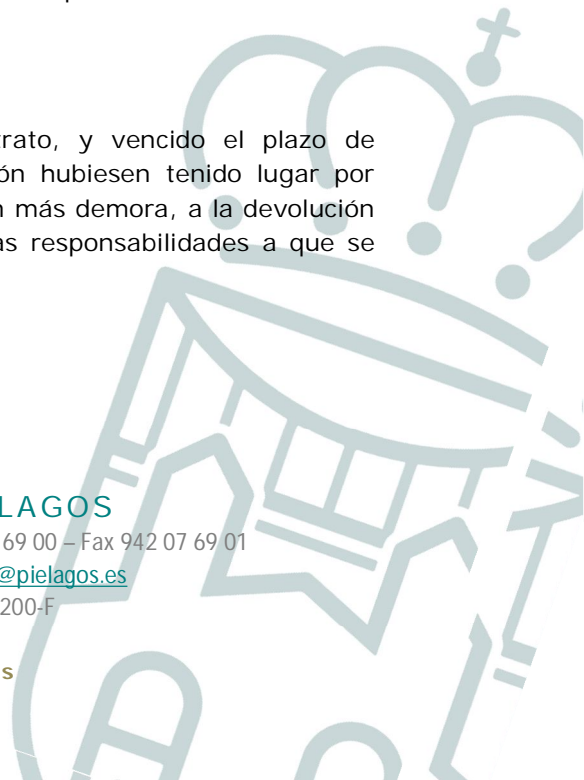 trato, y vencido el plazo de
ón hubiesen tenido lugar por
n más demora, a la devolución
as responsabilidades a que se
LAGOS
69 00 – Fax 942 07 69 01
@pielagos.es
200-F
s